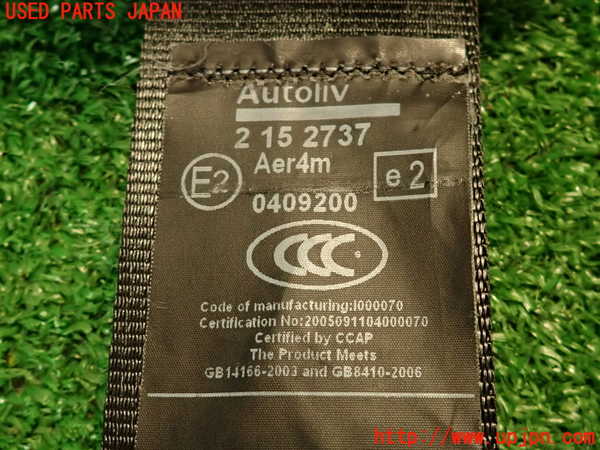 USED PARTS JAPAN
Autoliv
2 15 2737
Aer4m
E2
e2
0409200
CCC
Code of manufacturing:I000070
Certification No:2005091104000070
Certified by CCAP
The Product Meets
GB14166-2003 and GB8410-2006
http://www.upjpn.com